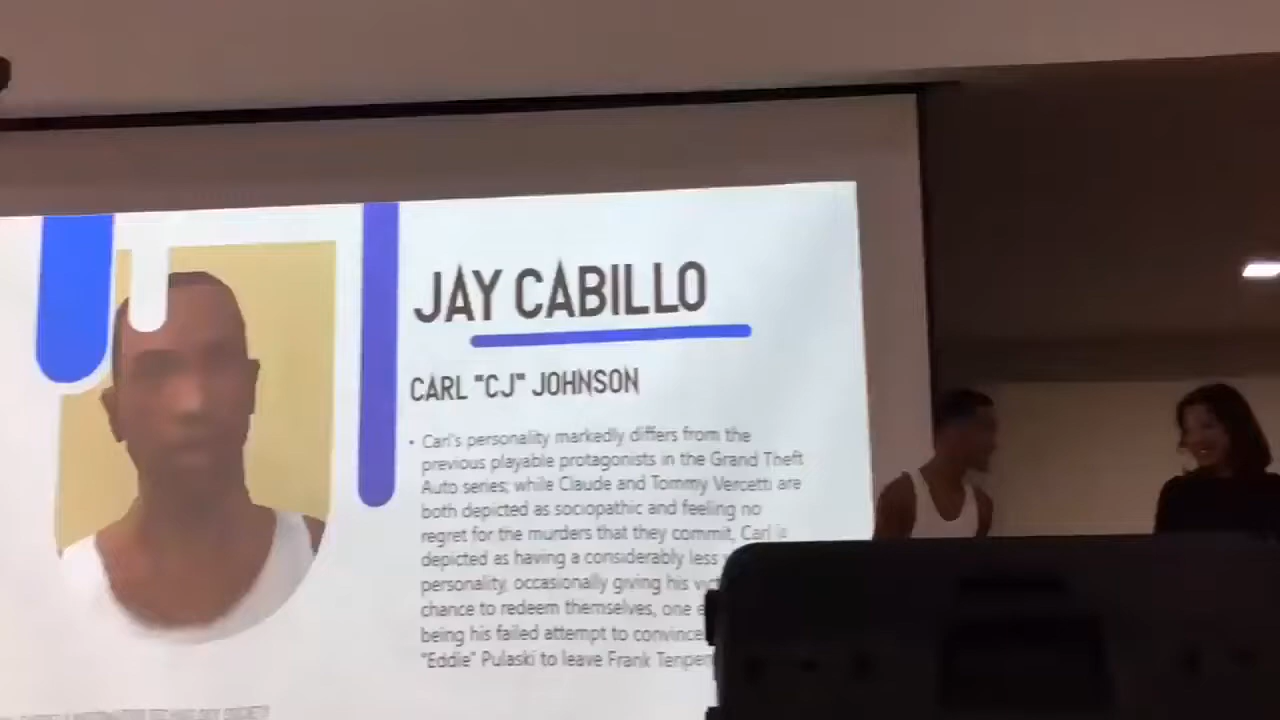 JAY CABILLO
CARL "CJ" JOHNSON
• Carl's personality markedly differs from the
previous playable protagonists in the Grand Theft
Auto series; while Claude and Tommy Vercetti are
both depicted as sociopathic and feeling no
regret for the murders that they commit, Carl is
depicted as having a considerably less
personality, occasionally giving his
chance to redeem themselves, one
being his failed attempt to convince
"Eddie" Pulaski to leave Frank